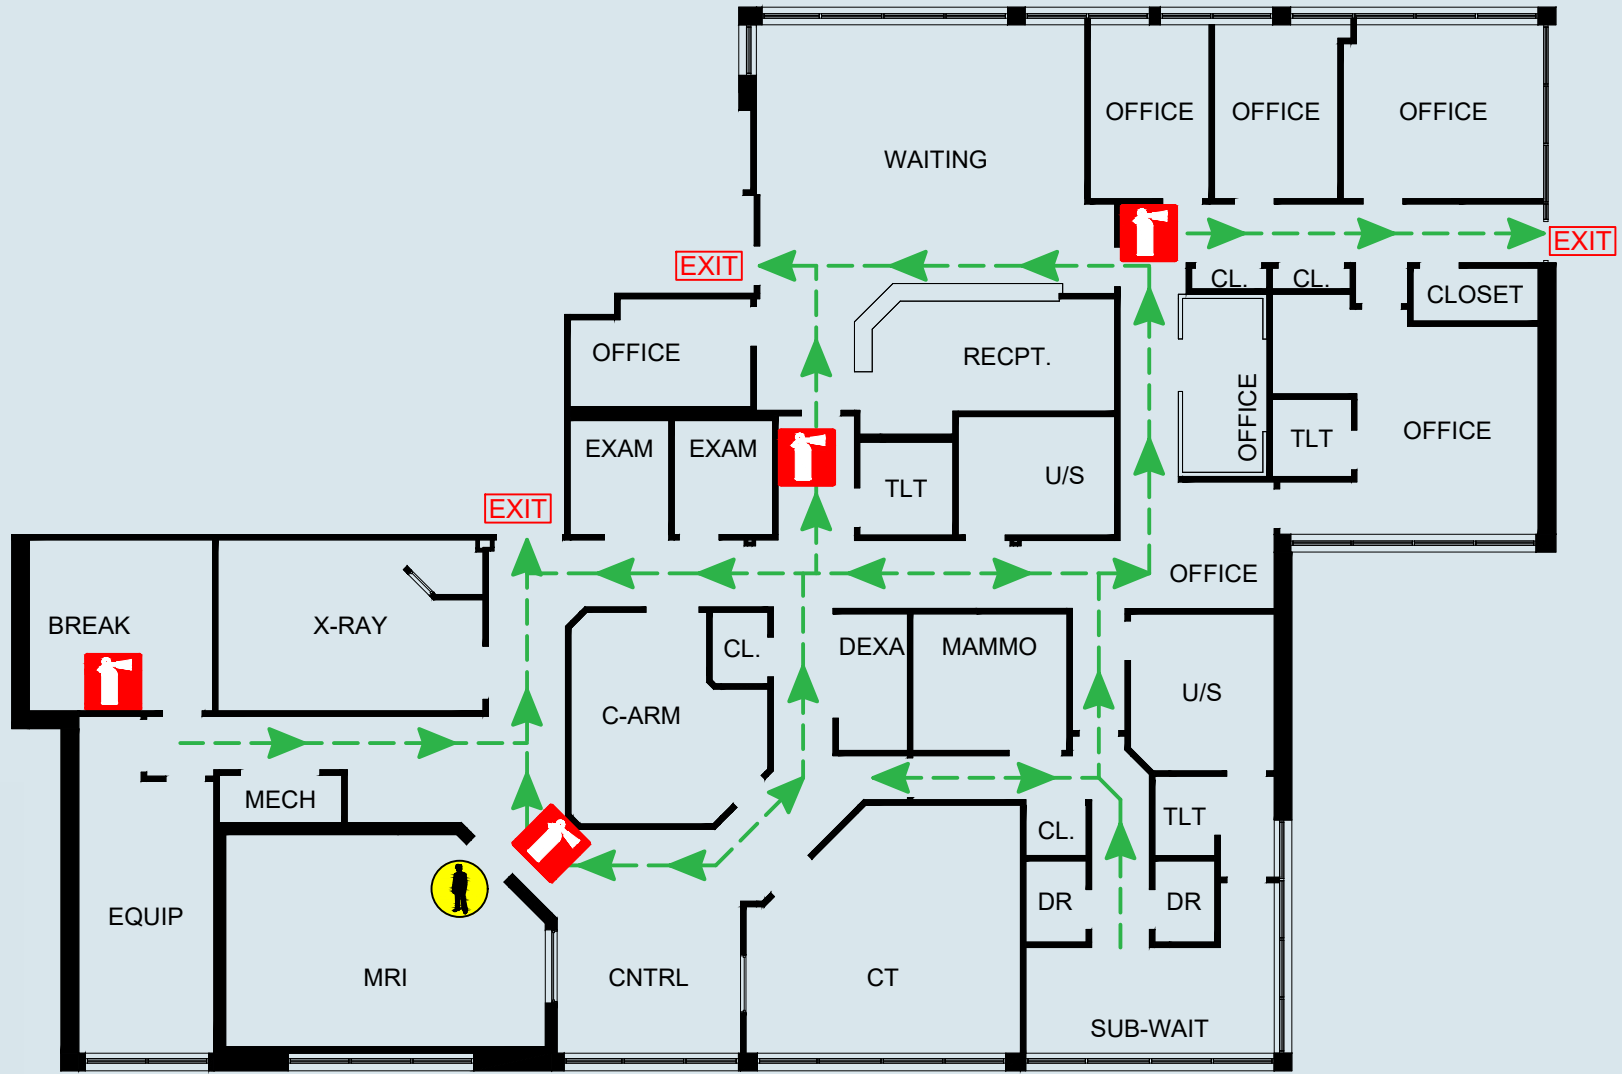 OFFICE
OFFICE
OFFICE
WAITING
EXIT
EXIT
CL.
CL.
CLOSET
OFFICE
RECPT.
OFFICE
TLT
OFFICE
EXAM
EXAM
TLT
U/S
EXIT
OFFICE
BREAK
X-RAY
CL.
DEXA
MAMMO
U/S
C-ARM
MECH
CL.
TLT
DR
DR
EQUIP
MRI
CNTRL
CT
SUB-WAIT